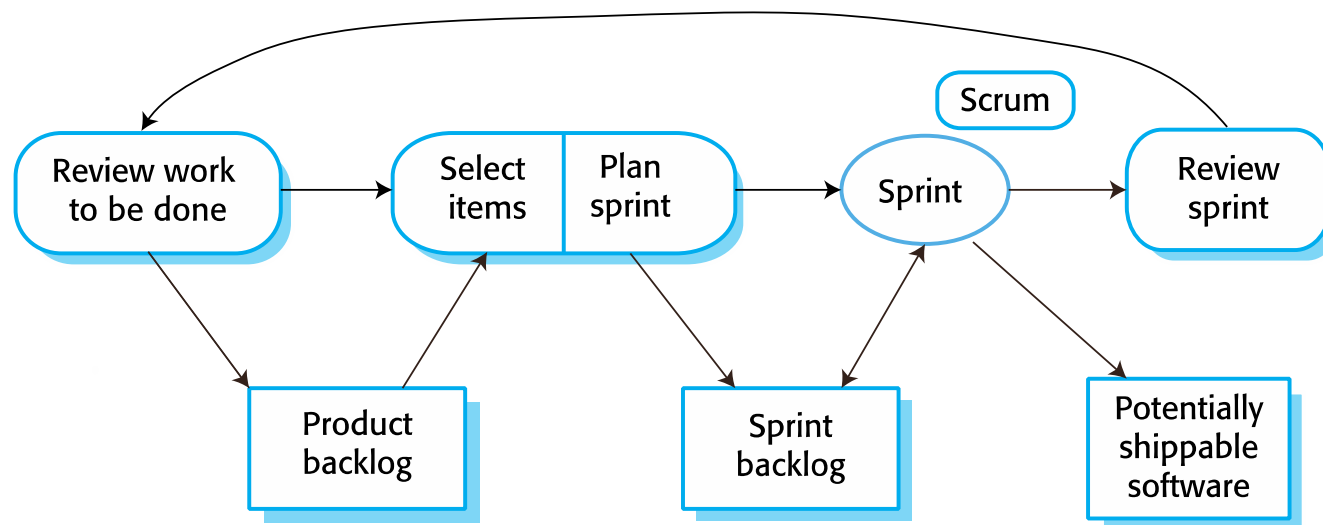 Scrum
Review work
to be done
Select
items
Plan
sprint
Sprint
Review
sprint
Product
backlog
Sprint
backlog
Potentially
shippable
software